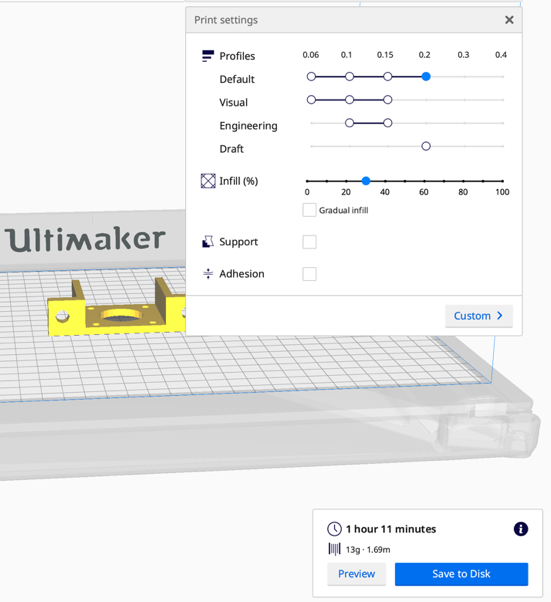 Print settings
Profiles 0.06 0.1 0.15 0.2 0.3 0.4
Default
Visual
Engineering
Draft
Infill (%)
0 20 40 60 80 100
Gradual infill
Support
Adhesion
Custom
Ultimaker
1 hour 11 minutes
13g · 1.69m
Preview Save to Disk